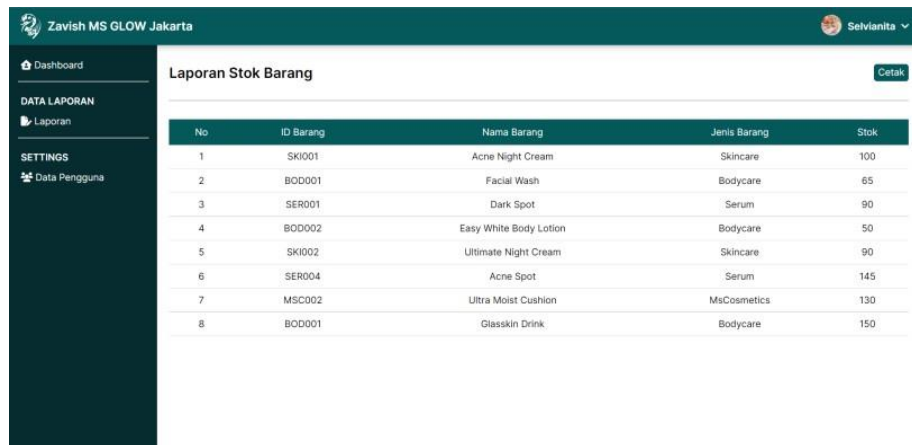 Zavish MS GLOW Jakarta
Selvianita
Dashboard
DATA LAPORAN
Laporan
SETTINGS
Data Pengguna
Laporan Stok Barang
Cetak
No ID Barang Nama Barang Jenis Barang Stok
1 SKI001 Acne Night Cream Skincare 100
2 BOD001 Facial Wash Bodycare 65
3 SER001 Dark Spot Serum 90
4 BOD002 Easy White Body Lotion Bodycare 50
5 SKI002 Ultimate Night Cream Skincare 90
6 SER004 Acne Spot Serum 145
7 MSC002 Ultra Moist Cushion MsCosmetics 130
8 BOD001 Glasskin Drink Bodycare 150